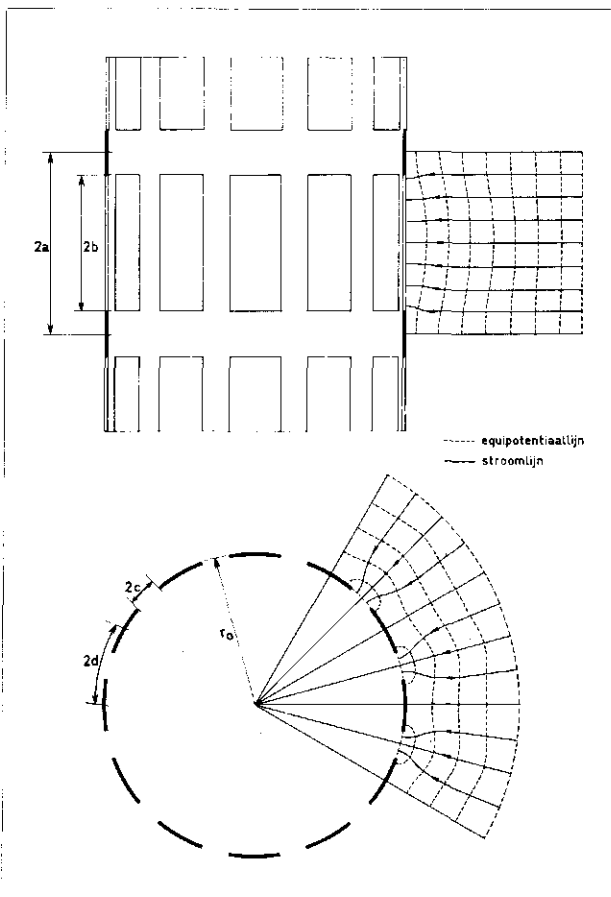 2a
2b
equipotentiaallijn
stroomlijn
2c
2d
r₀